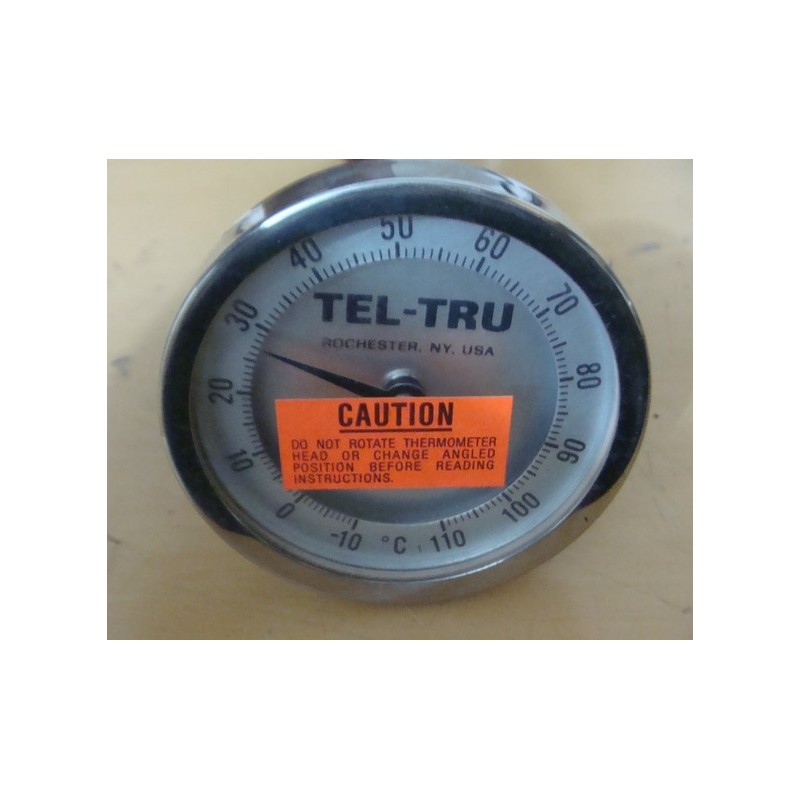 -10 0 10 20 30 40 50 60 70 80 90 100 110
°C
TEL-TRU
ROCHESTER, NY, USA
CAUTION
DO NOT ROTATE THERMOMETER
HEAD OR CHANGE ANGLED
POSITION BEFORE READING
INSTRUCTIONS.